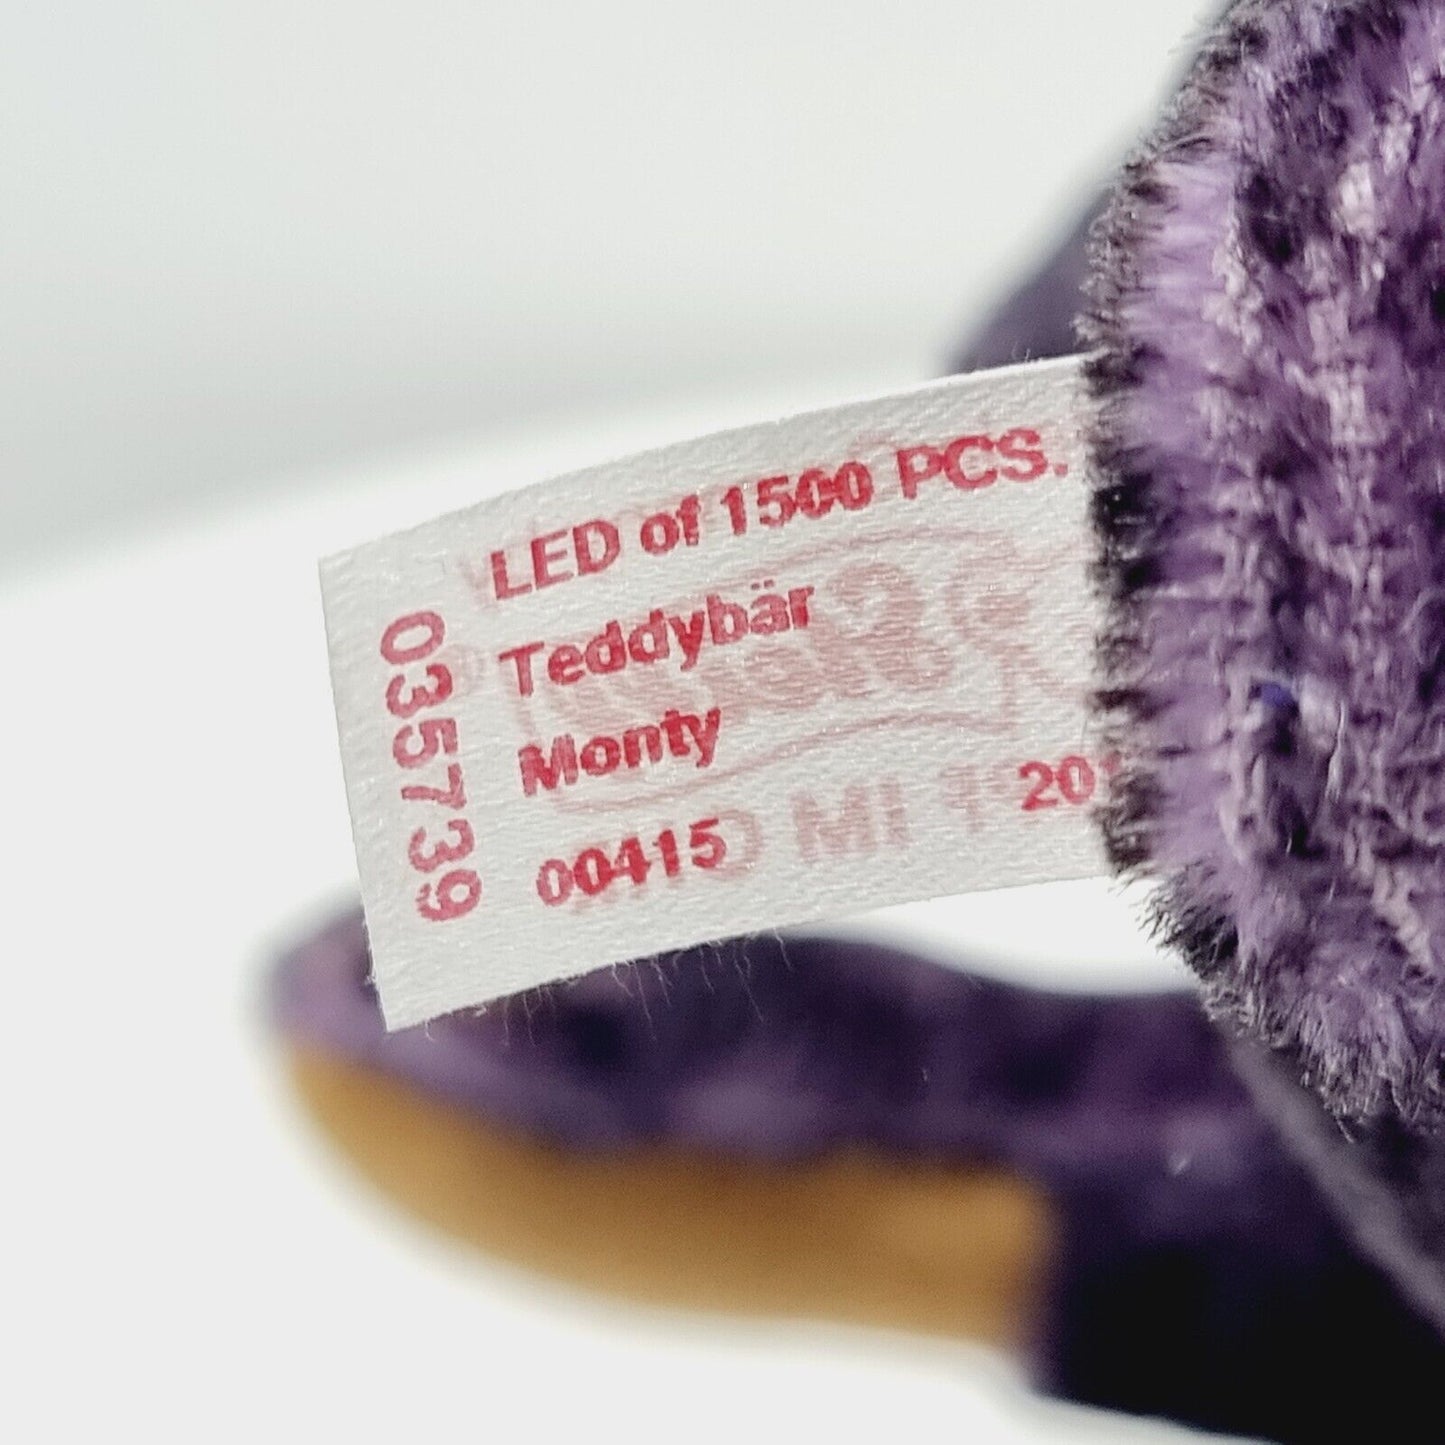 LED of 1500 PCS.
Teddybär
Monty
00415
035739